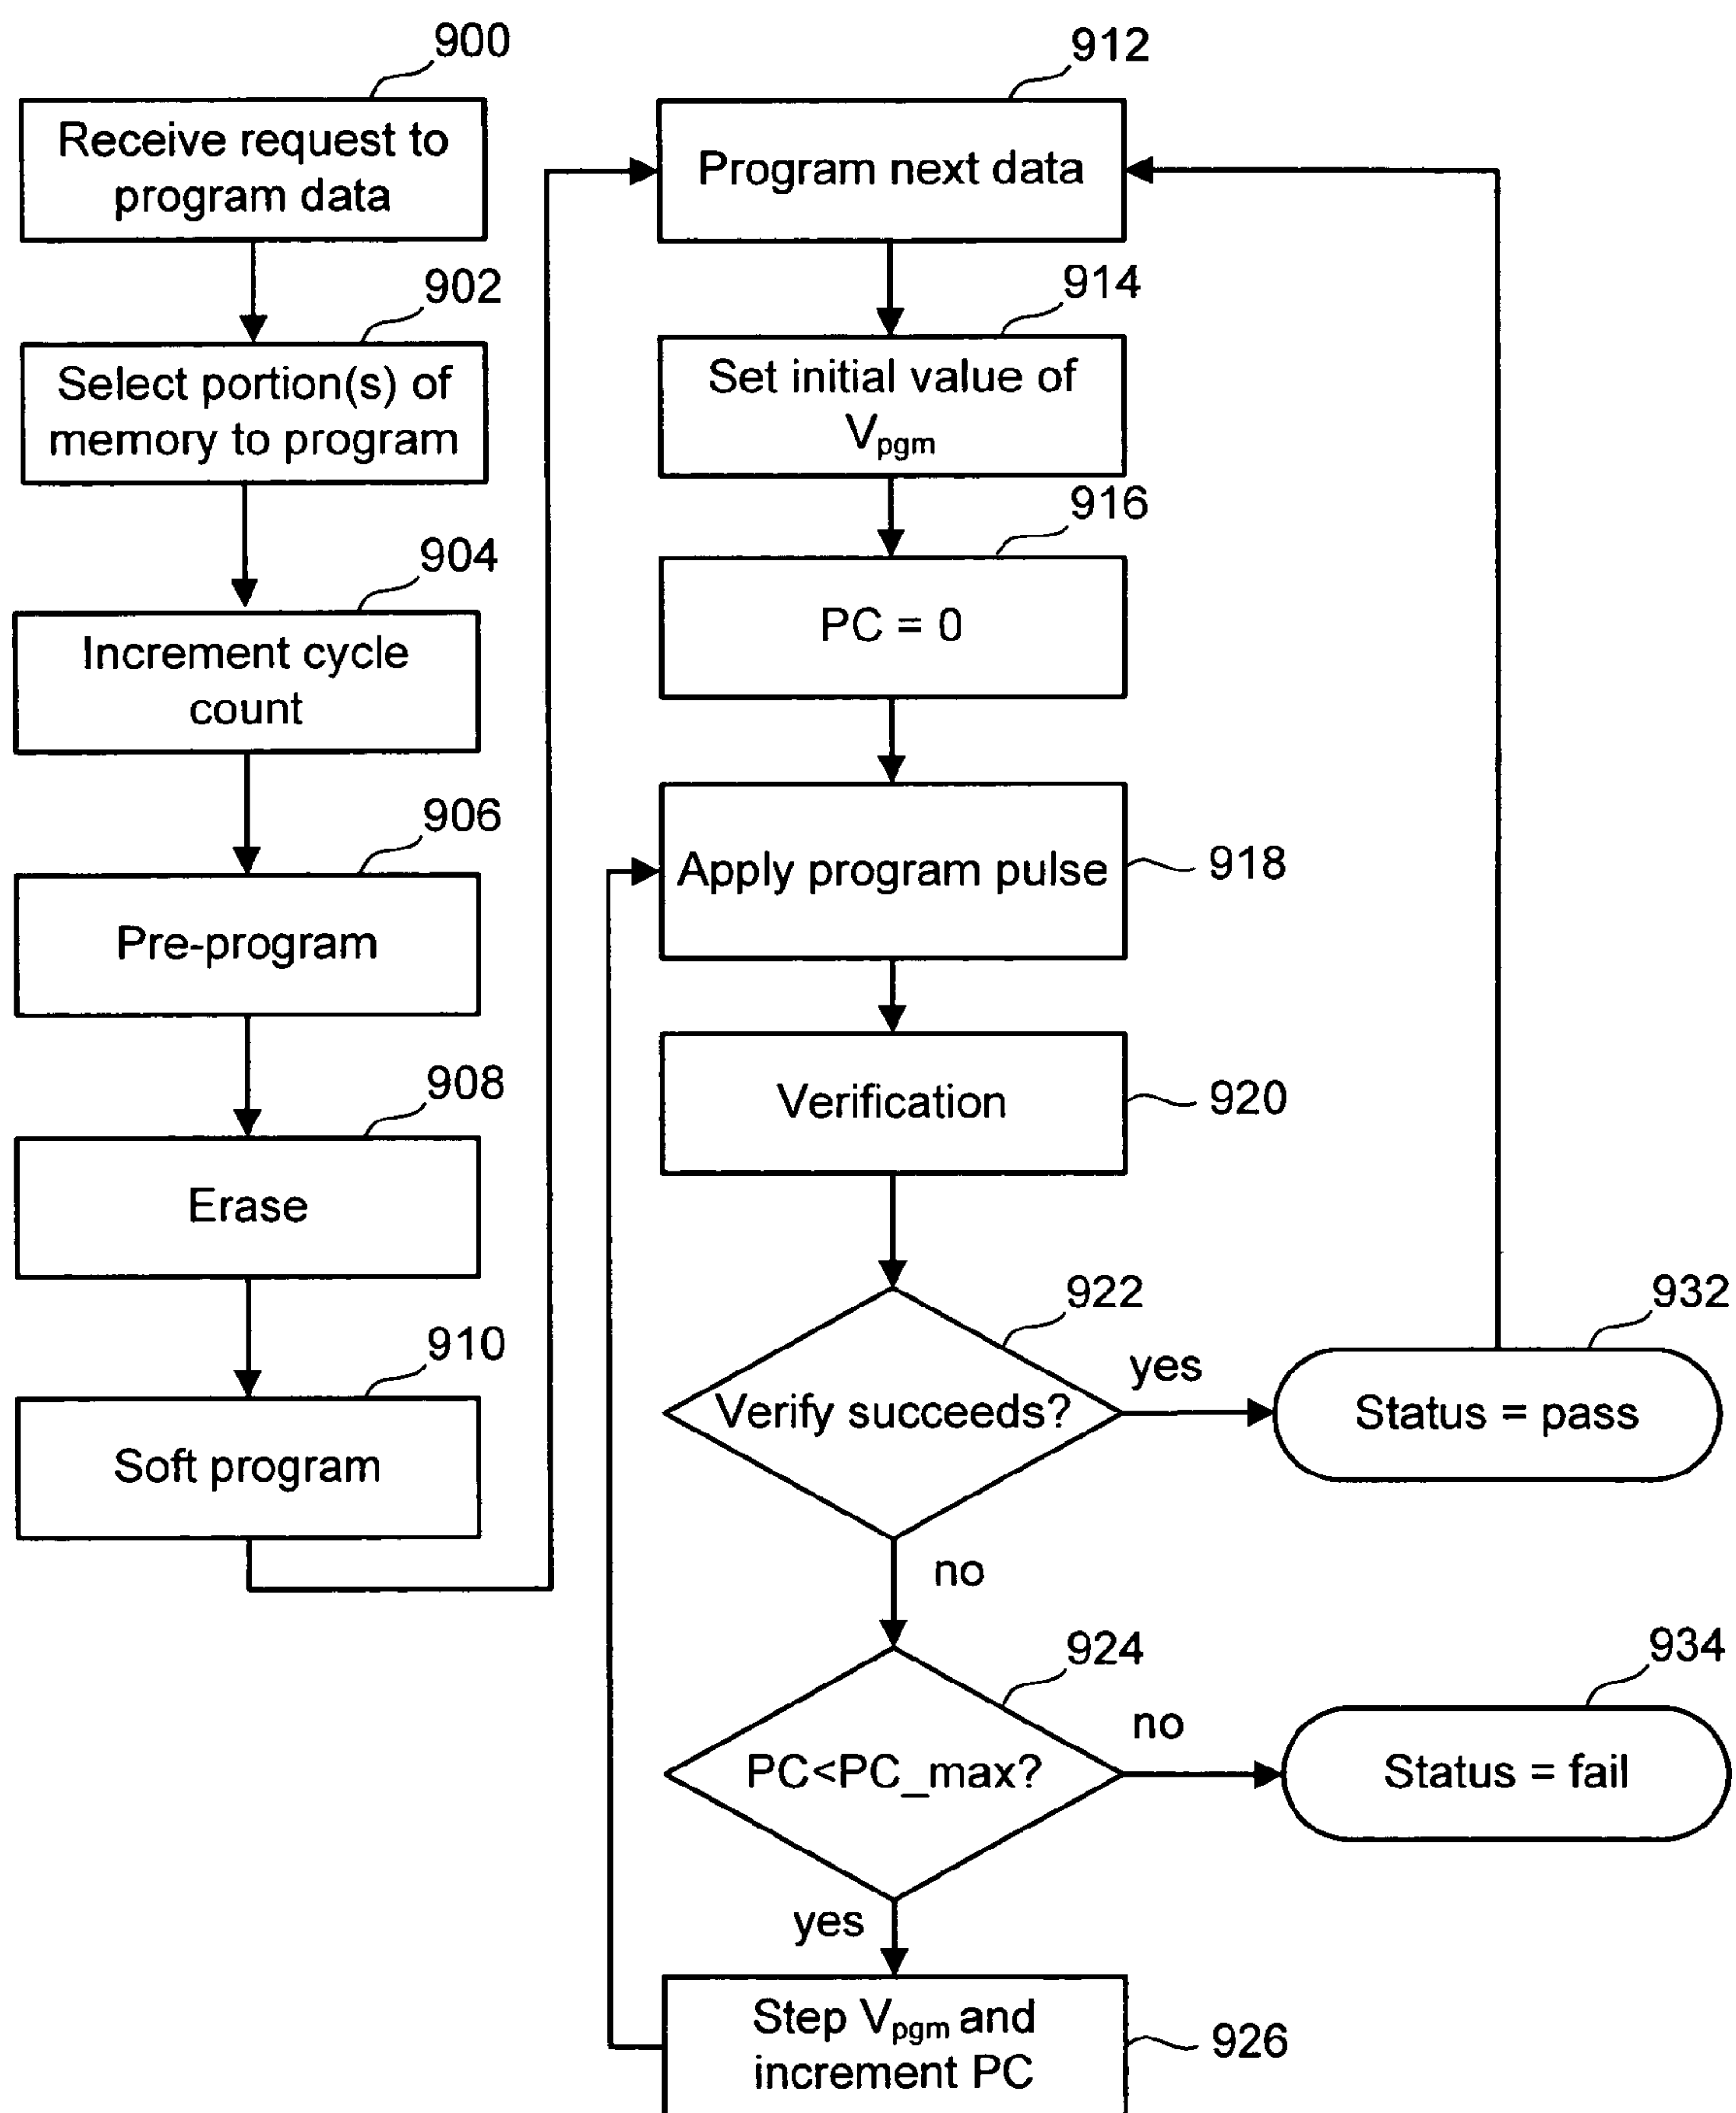 900
Receive request to
program data
902
Select portion(s) of
memory to program
904
Increment cycle
count
906
Pre-program
908
Erase
910
Soft program
912
Program next data
914
Set initial value of
Vpgm
916
PC = 0
Apply program pulse
918
Verification
920
922
Verify succeeds?
yes
932
Status = pass
no
924
PC<PC_max?
no
934
Status = fail
yes
Step Vpgm and
increment PC
926